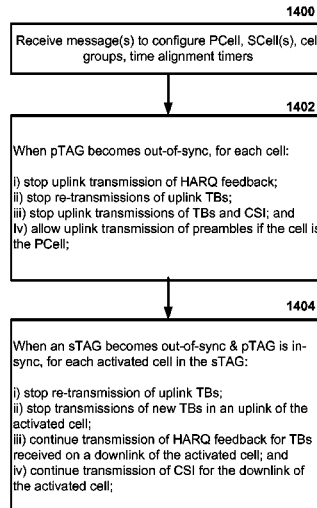 1400
Receive message(s) to configure PCell, SCell(s), cel
groups, time alignment timers
1402
When pTAG becomes out-of-sync, for each cell:
i) stop uplink transmission of HARQ feedback;
ii) stop re-transmissions of uplink TBs;
iii) stop uplink transmissions of TBs and CSI; and
Iv) allow uplink transmission of preambles if the cell is
the PCell;
1404
When an sTAG becomes out-of-sync & pTAG is in-
sync, for each activated cell in the sTAG:
i) stop re-transmission of uplink TBs;
ii) stop transmissions of new TBs in an uplink of the
activated cell;
iii) continue transmission of HARQ feedback for TBs
received on a downlink of the activated cell; and
iv) continue transmission of CSI for the downlink of
the activated cell;